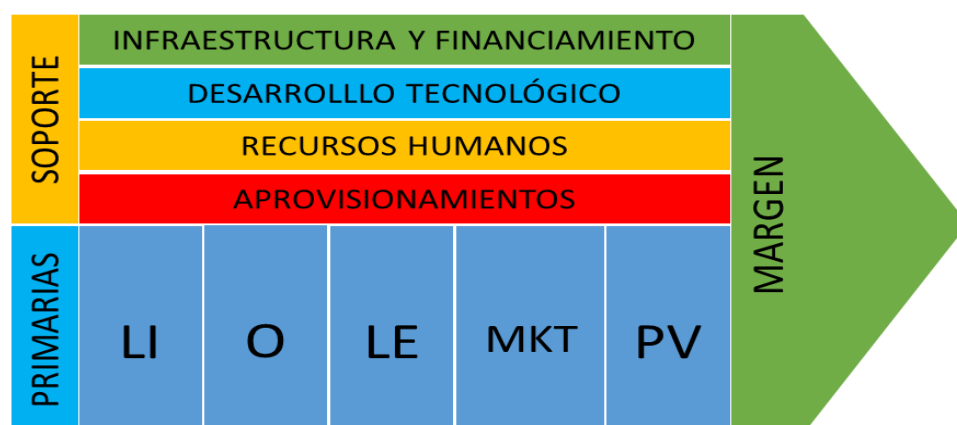 SOPORTE
INFRAESTRUCTURA Y FINANCIAMIENTO
DESARROLLLO TECNOLÓGICO
RECURSOS HUMANOS
APROVISIONAMIENTOS
PRIMARIAS
LI
O
LE
MKT
PV
MARGEN